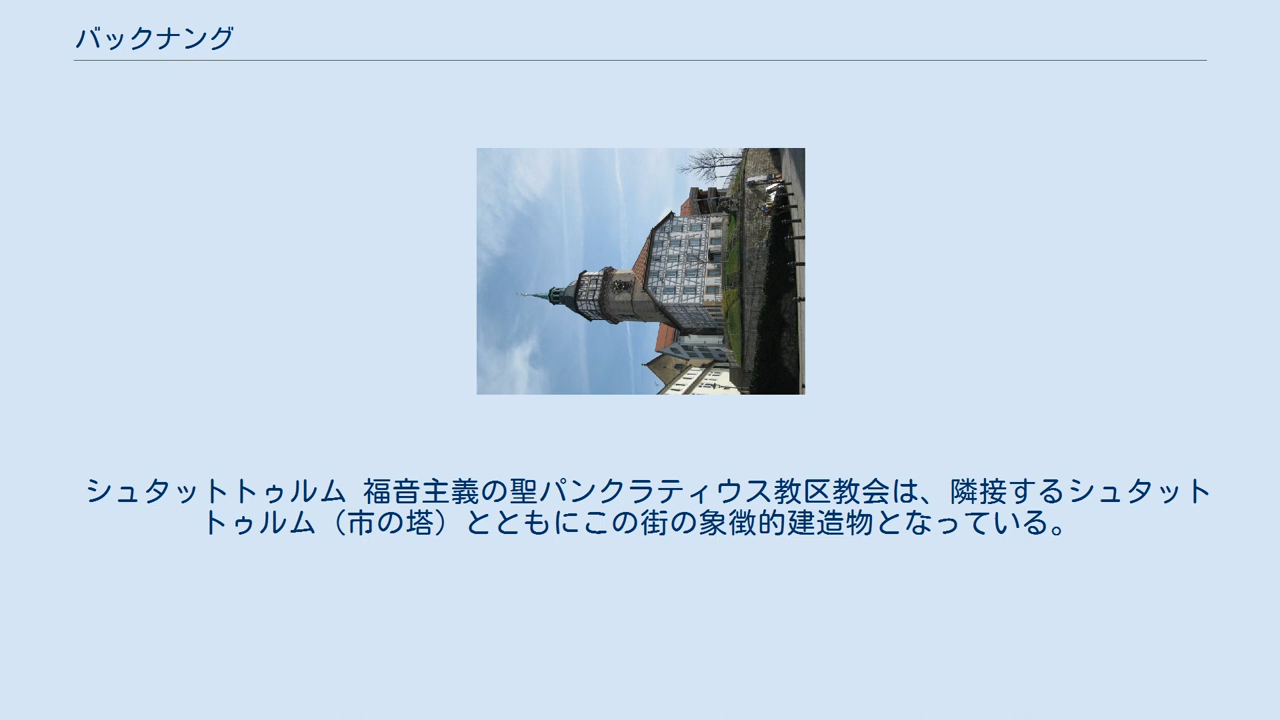 バックナング
シュタットトゥルム 福音主義の聖パンクラティウス教区教会は、隣接するシュタット
トゥルム（市の塔）とともにこの街の象徴的建造物となっている。